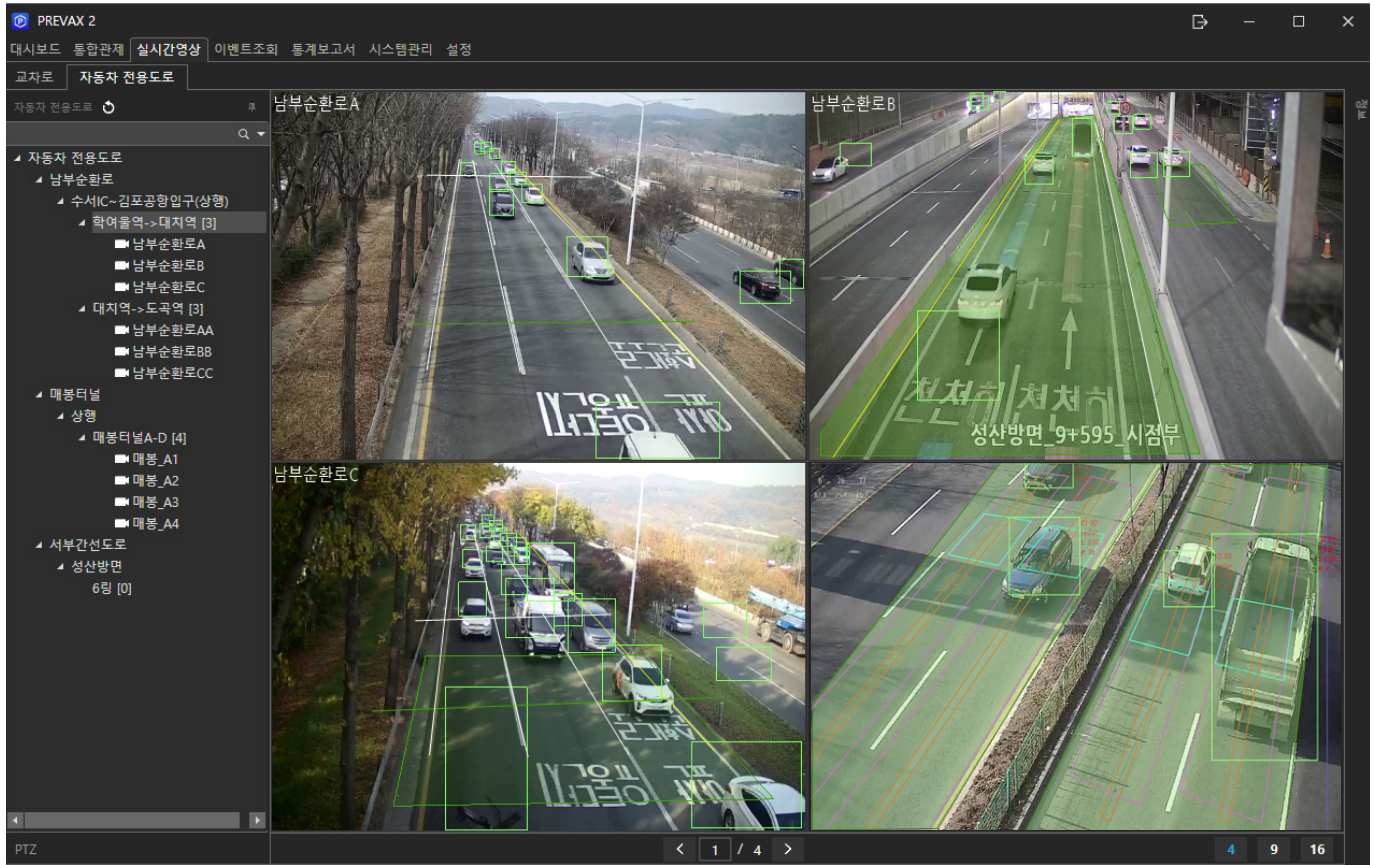 PREVAX 2
대시보드 통합관제 실시간영상 이벤트조회 통계보고서 시스템관리 설정
교차로 자동차 전용도로
자동차 전용도로
자동차 전용도로
남부순환로
수서IC~김포공항입구(상행)
학여울역->대치역 [3]
남부순환로A
남부순환로B
남부순환로C
대치역->도곡역 [3]
남부순환로AA
남부순환로BB
남부순환로CC
매봉터널
상행
매봉터널A-D [4]
매봉_A1
매봉_A2
매봉_A3
매봉_A4
서부간선도로
성산방면
6링 [0]
PTZ
남부순환로A
남부순환로B
천천히 천천히
성산방면_9+595_시점부
남부순환로C
정보
1 / 4
4 9 16